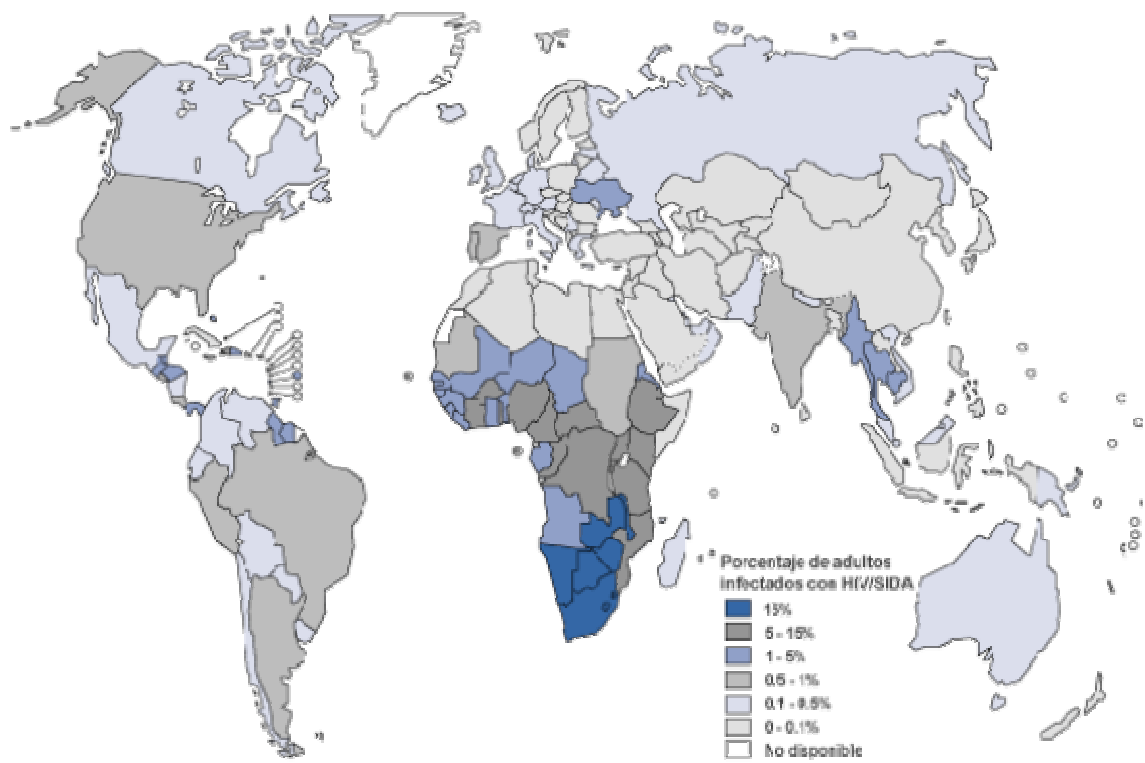 Porcentaje de adultos
infectados con HIV/SIDA
15%
5 - 15%
1 - 5%
0.5 - 1%
0.1 - 0.5%
0 - 0.1%
No disponible